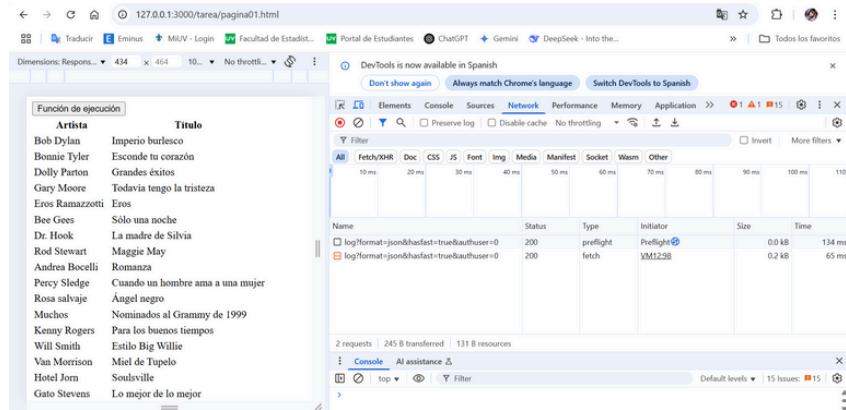 127.0.0.1:3000/tarea/pagina01.html
Traducir Eminus MiUV - Login Facultad de Estadíst... Portal de Estudiantes ChatGPT Gemini DeepSeek - Into the... » Todos los favoritos
Dimensions: Respons... 434 x 464 10... No throttli...
DevTools is now available in Spanish
Don't show again Always match Chrome's language Switch DevTools to Spanish
Elements Console Sources Network Performance Memory Application » 1 1 15
Preserve log Disable cache No throttling
Filter Invert More filters
All Fetch/XHR Doc CSS JS Font Img Media Manifest Socket Wasm Other
10 ms 20 ms 30 ms 40 ms 50 ms 60 ms 70 ms 80 ms 90 ms 100 ms 110
Name Status Type Initiator Size Time
log?format=json&hasfast=true&authuser=0 200 preflight Preflight 0.0 kB 134 ms
log?format=json&hasfast=true&authuser=0 200 fetch VM12:98 0.2 kB 65 ms
2 requests 245 B transferred 131 B resources
Console AI assistance
top Filter Default levels 15 Issues: 15
Función de ejecución
Artista Título
Bob Dylan Imperio burlesco
Bonnie Tyler Esconde tu corazón
Dolly Parton Grandes éxitos
Gary Moore Todavía tengo la tristeza
Eros Ramazzotti Eros
Bee Gees Sólo una noche
Dr. Hook La madre de Silvia
Rod Stewart Maggie May
Andrea Bocelli Romanza
Percy Sledge Cuando un hombre ama a una mujer
Rosa salvaje Ángel negro
Muchos Nominados al Grammy de 1999
Kenny Rogers Para los buenos tiempos
Will Smith Estilo Big Willie
Van Morrison Miel de Tupelo
Hotel Jorn Soulsville
Gato Stevens Lo mejor de lo mejor